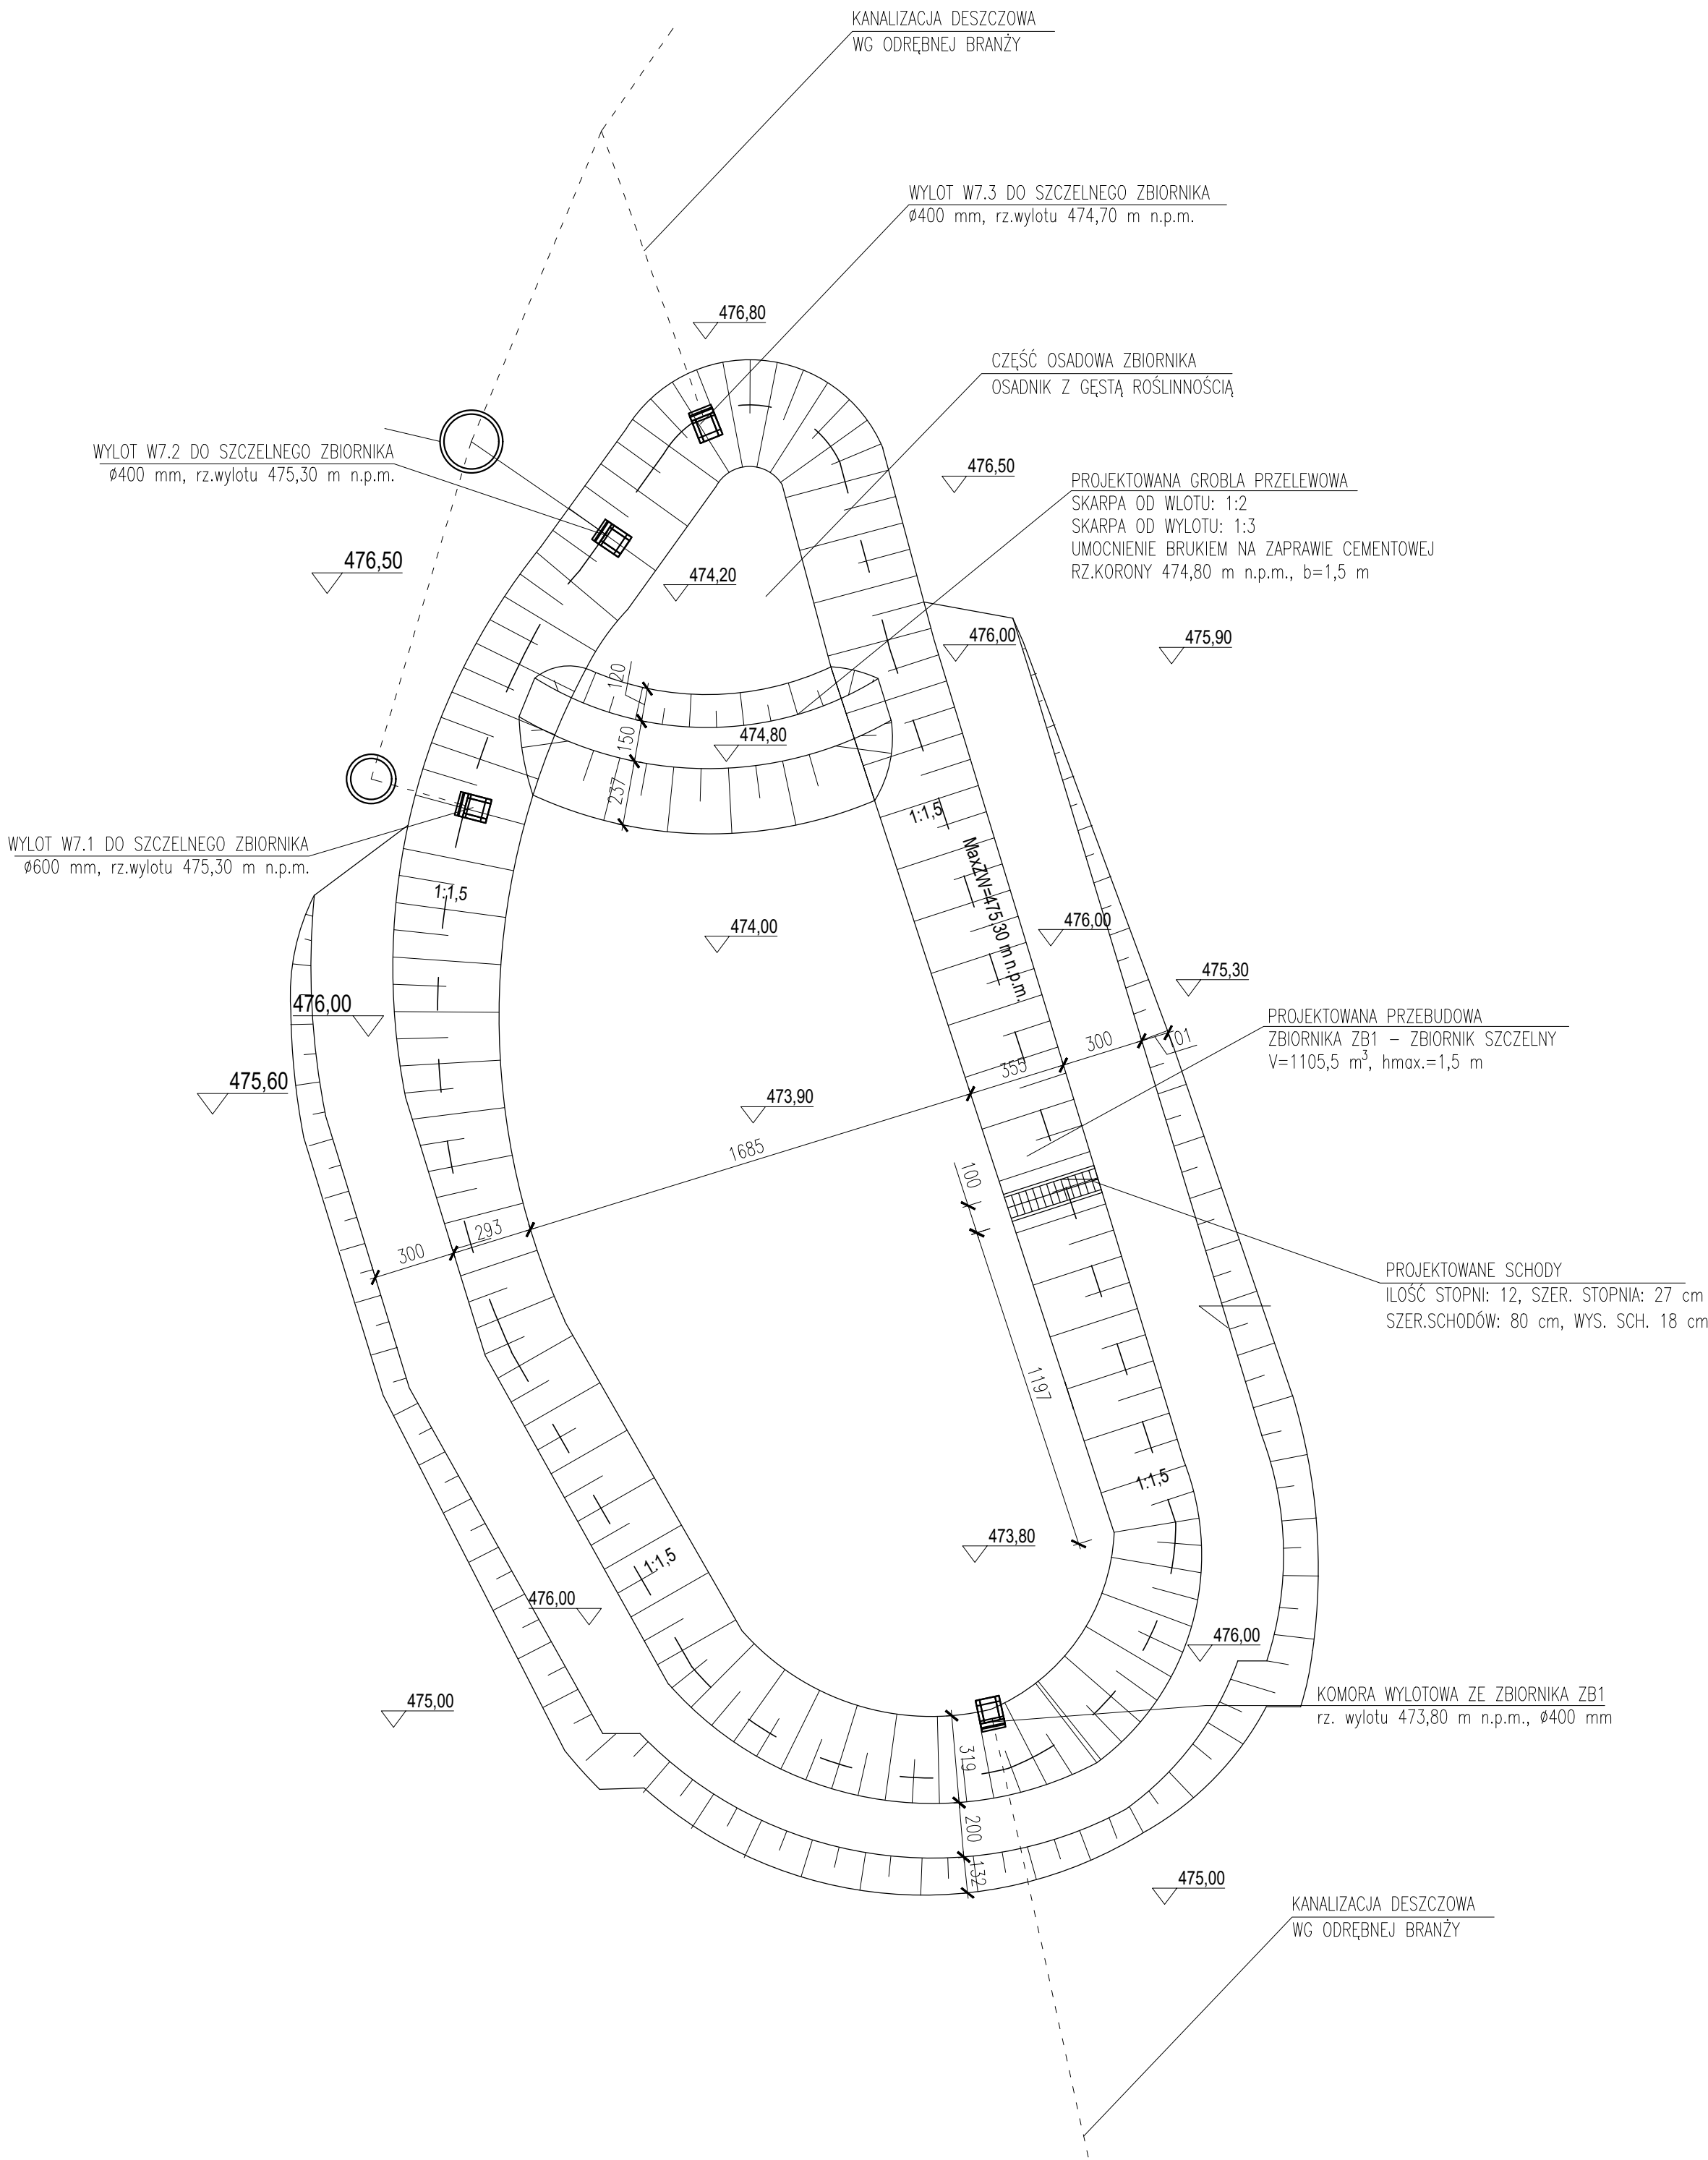 KANALIZACJA DESZCZOWA
WG ODRĘBNEJ BRANŻY
WYLOT W7.3 DO SZCZELNEGO ZBIORNIKA
ø400 mm, rz.wylotu 474,70 m n.p.m.
476,80
CZĘŚĆ OSADOWA ZBIORNIKA
OSADNIK Z GĘSTĄ ROŚLINNOŚCIĄ
WYLOT W7.2 DO SZCZELNEGO ZBIORNIKA
ø400 mm, rz.wylotu 475,30 m n.p.m.
476,50
PROJEKTOWANA GROBLA PRZELEWOWA
SKARPA OD WLOTU: 1:2
SKARPA OD WYLOTU: 1:3
UMOCNIENIE BRUKIEM NA ZAPRAWIE CEMENTOWEJ
RZ.KORONY 474,80 m n.p.m., b=1,5 m
476,50
474,20
476,00
475,90
120
150
237
474,80
1:1,5
WYLOT W7.1 DO SZCZELNEGO ZBIORNIKA
ø600 mm, rz.wylotu 475,30 m n.p.m.
1:1,5
MaxZW=475,30 m n.p.m.
474,00
476,00
475,30
476,00
PROJEKTOWANA PRZEBUDOWA
ZBIORNIKA ZB1 – ZBIORNIK SZCZELNY
V=1105,5 m³, hmax.=1,5 m
300
101
355
475,60
473,90
1685
100
293
300
PROJEKTOWANE SCHODY
ILOŚĆ STOPNI: 12, SZER. STOPNIA: 27 cm
SZER.SCHODÓW: 80 cm, WYS. SCH. 18 cm
1197
1:1,5
473,80
1:1,5
476,00
476,00
KOMORA WYLOTOWA ZE ZBIORNIKA ZB1
rz. wylotu 473,80 m n.p.m., ø400 mm
475,00
319
200
132
475,00
KANALIZACJA DESZCZOWA
WG ODRĘBNEJ BRANŻY